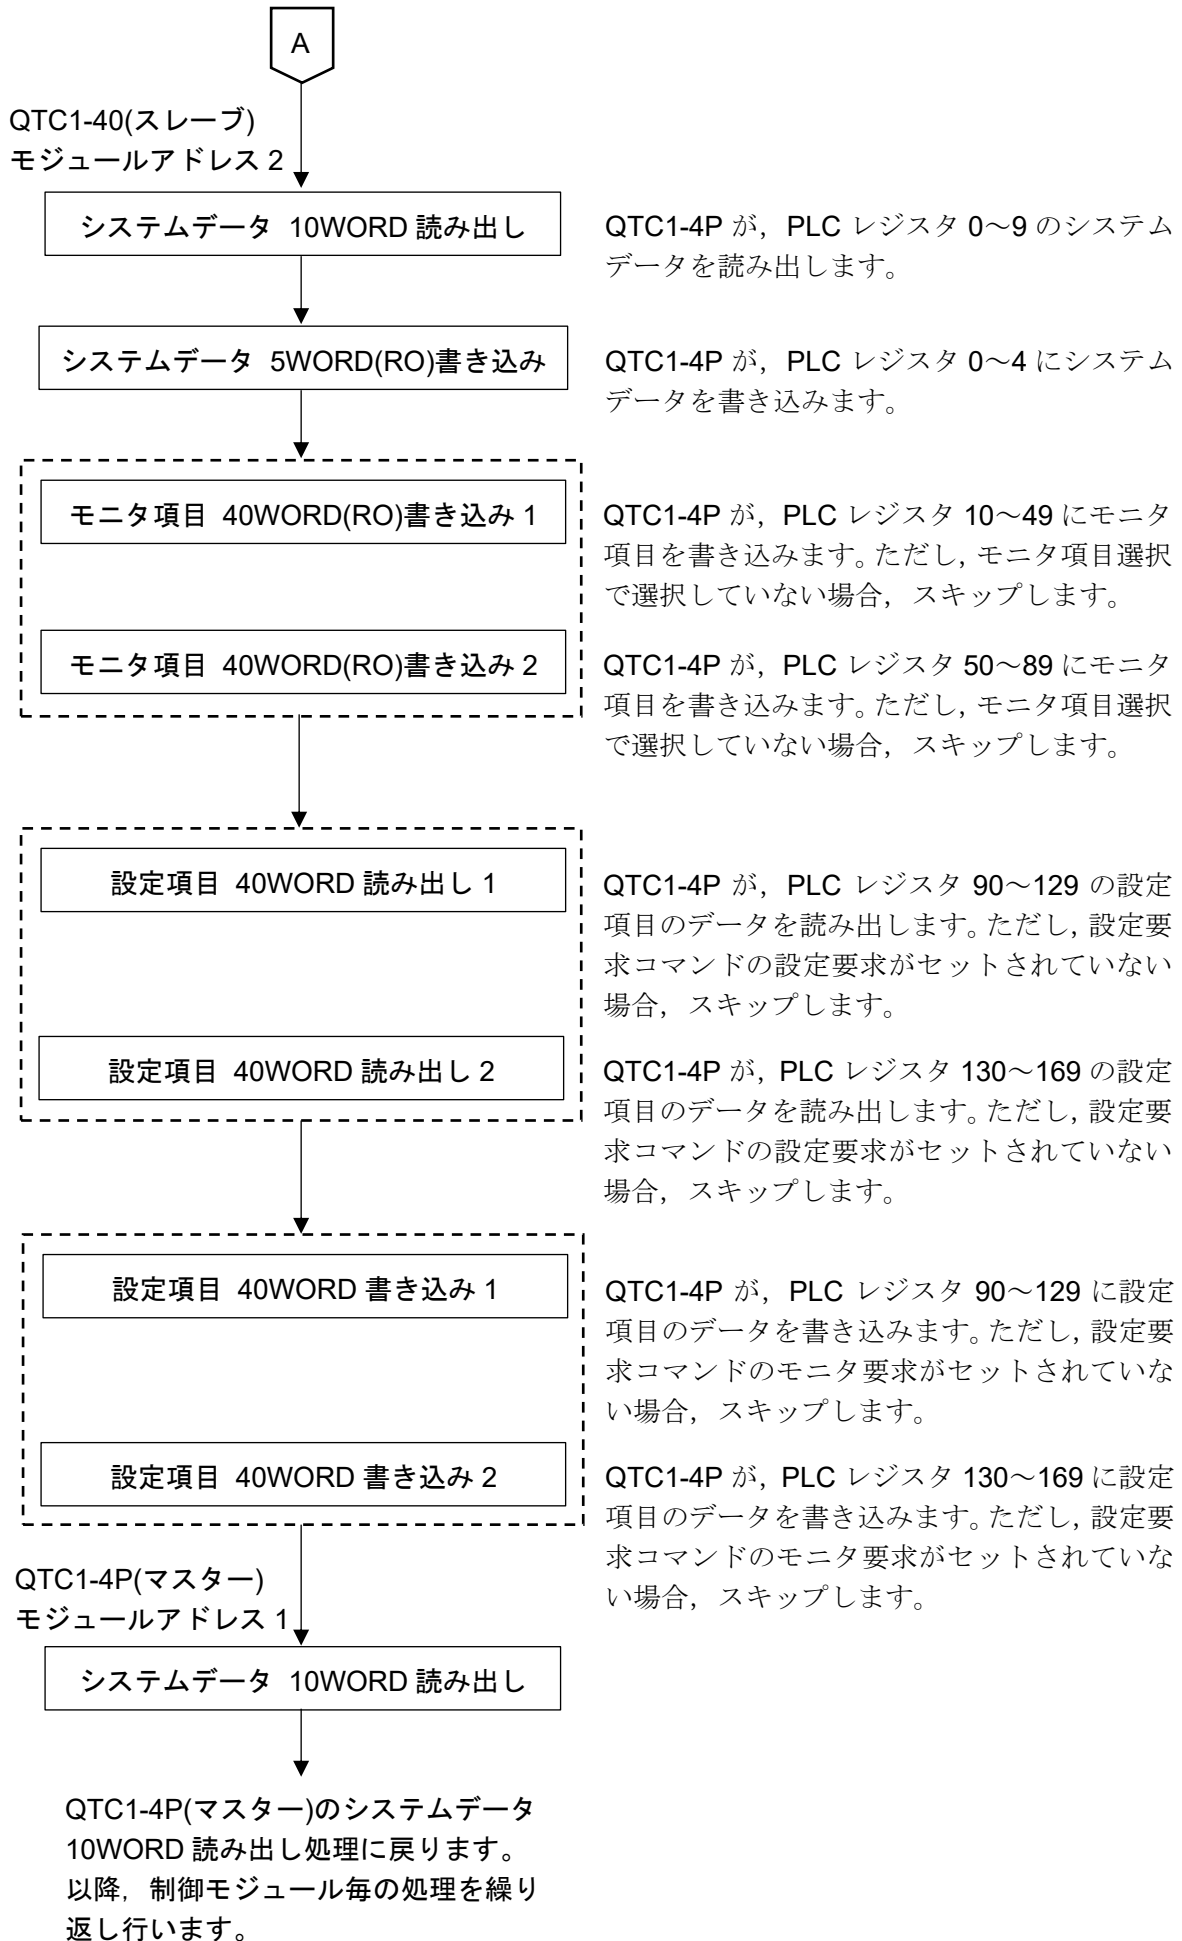 A
QTC1-40(スレーブ)
モジュールアドレス 2
システムデータ 10WORD 読み出し
QTC1-4P が，PLC レジスタ 0～9 のシステム
データを読み出します。
システムデータ 5WORD(RO)書き込み
QTC1-4P が，PLC レジスタ 0～4 にシステム
データを書き込みます。
モニタ項目 40WORD(RO)書き込み 1
QTC1-4P が，PLC レジスタ 10～49 にモニタ
項目を書き込みます。ただし，モニタ項目選択
で選択していない場合，スキップします。
モニタ項目 40WORD(RO)書き込み 2
QTC1-4P が，PLC レジスタ 50～89 にモニタ
項目を書き込みます。ただし，モニタ項目選択
で選択していない場合，スキップします。
設定項目 40WORD 読み出し 1
QTC1-4P が，PLC レジスタ 90～129 の設定
項目のデータを読み出します。ただし，設定要
求コマンドの設定要求がセットされていない
場合，スキップします。
設定項目 40WORD 読み出し 2
QTC1-4P が，PLC レジスタ 130～169 の設定
項目のデータを読み出します。ただし，設定要
求コマンドの設定要求がセットされていない
場合，スキップします。
設定項目 40WORD 書き込み 1
QTC1-4P が，PLC レジスタ 90～129 に設定
項目のデータを書き込みます。ただし，設定要
求コマンドのモニタ要求がセットされていな
い場合，スキップします。
設定項目 40WORD 書き込み 2
QTC1-4P が，PLC レジスタ 130～169 に設定
項目のデータを書き込みます。ただし，設定要
求コマンドのモニタ要求がセットされていな
い場合，スキップします。
QTC1-4P(マスター)
モジュールアドレス 1
システムデータ 10WORD 読み出し
QTC1-4P(マスター)のシステムデータ
10WORD 読み出し処理に戻ります。
以降，制御モジュール毎の処理を繰り
返し行います。